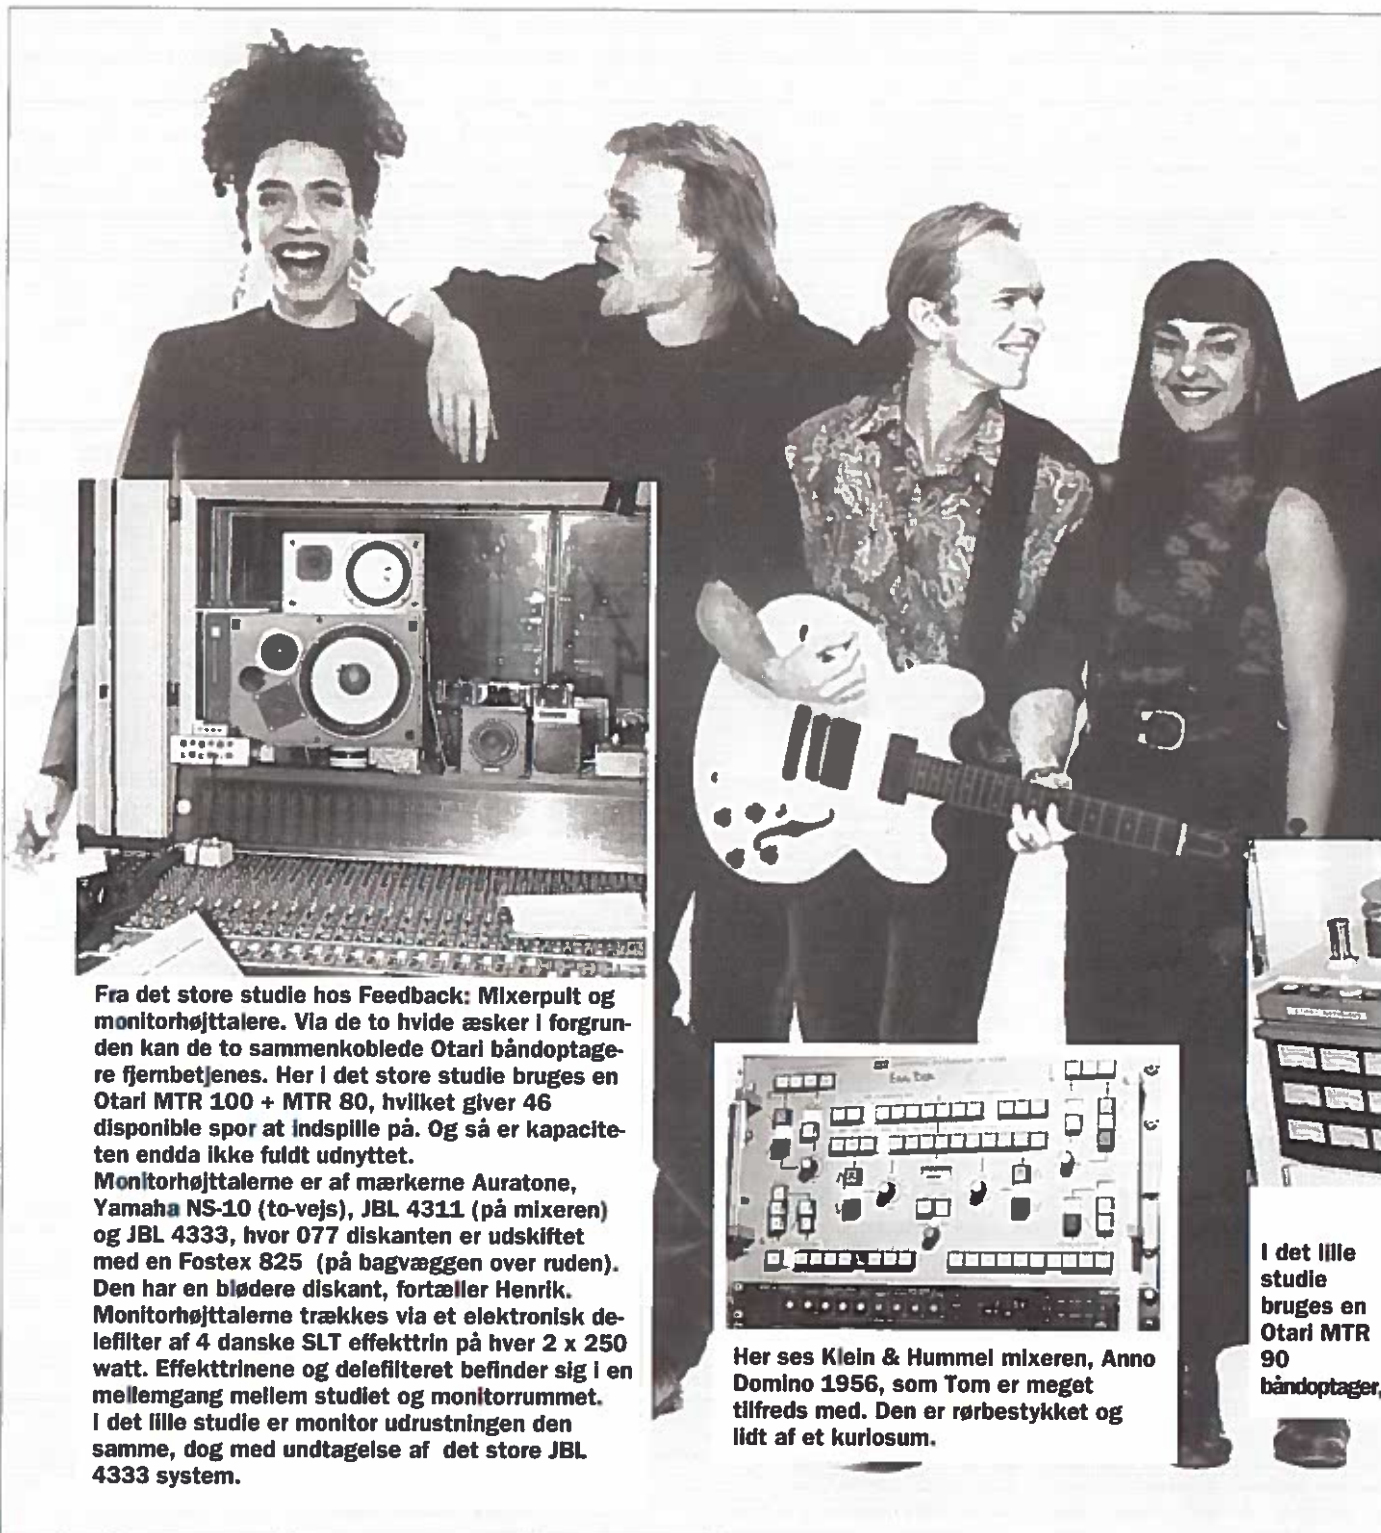 Fra det store studie hos Feedback: Mixerpult og
monitorhøjttalere. Via de to hvide æsker i forgrun-
den kan de to sammenkoblede Otari båndoptage-
re fjernbetjenes. Her i det store studie bruges en
Otari MTR 100 + MTR 80, hvilket giver 46
disponible spor at indspille på. Og så er kapacite-
ten endda ikke fuldt udnyttet.
Monitorhøjttalerne er af mærkerne Auratone,
Yamaha NS-10 (to-vejs), JBL 4311 (på mixeren)
og JBL 4333, hvor 077 diskanten er udskiftet
med en Fostex 825 (på bagvæggen over ruden).
Den har en blødere diskant, fortæller Henrik.
Monitorhøjttalerne trækkes via et elektronisk de-
lefilter af 4 danske SLT effekttrin på hver 2 x 250
watt. Effekttrinene og delefilteret befinder sig i en
mellemgang mellem studiet og monitorrummet.
I det lille studie er monitor udrustningen den
samme, dog med undtagelse af det store JBL
4333 system.
Her ses Klein & Hummel mixeren, Anno
Domino 1956, som Tom er meget
tilfreds med. Den er rørbestykket og
lidt af et kuriosum.
I det lille
studie
bruges en
Otari MTR
90
båndoptager,